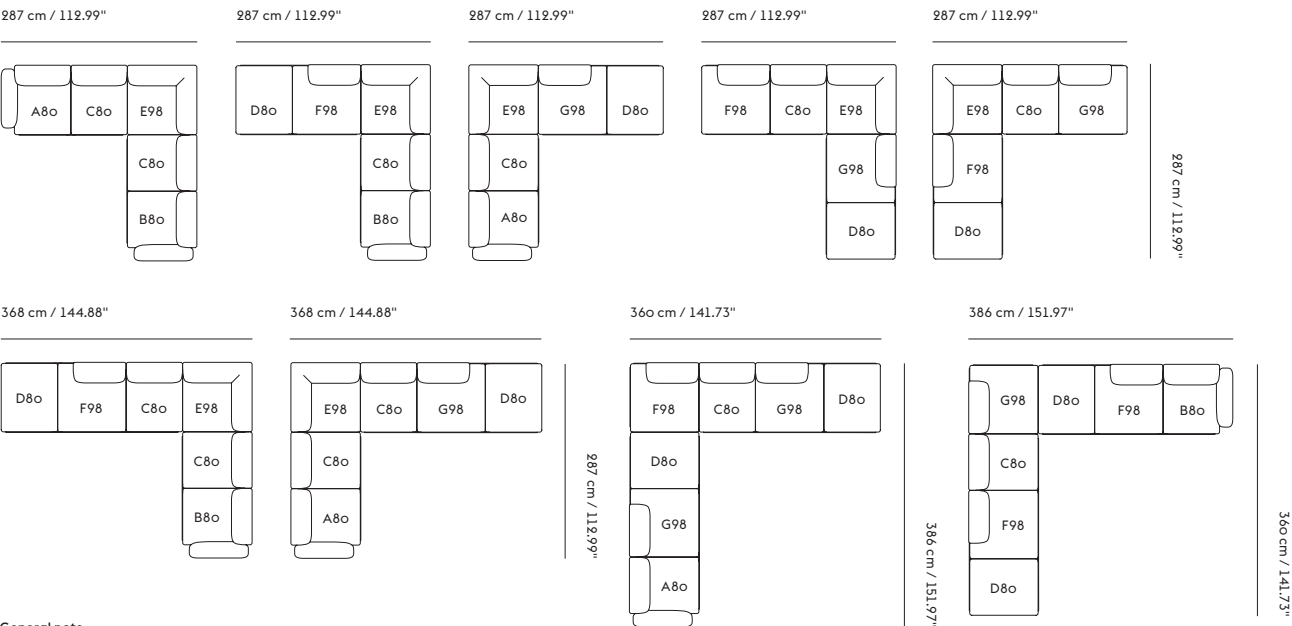 287 cm / 112.99"
287 cm / 112.99"
287 cm / 112.99"
287 cm / 112.99"
287 cm / 112.99"
A80 C80 E98
C80
B80
D80 F98 E98
C80
B80
E98 G98 D80
C80
A80
F98 C80 E98
G98
D80
E98 C80 G98
F98
D80
287 cm / 112.99"
368 cm / 144.88"
368 cm / 144.88"
360 cm / 141.73"
386 cm / 151.97"
D80 F98 C80 E98
C80
B80
E98 C80 G98 D80
C80
A80
287 cm / 112.99"
F98 C80 G98 D80
D80
G98
A80
386 cm / 151.97"
G98 D80 F98 B80
C80
F98
D80
360 cm / 141.73"
General note